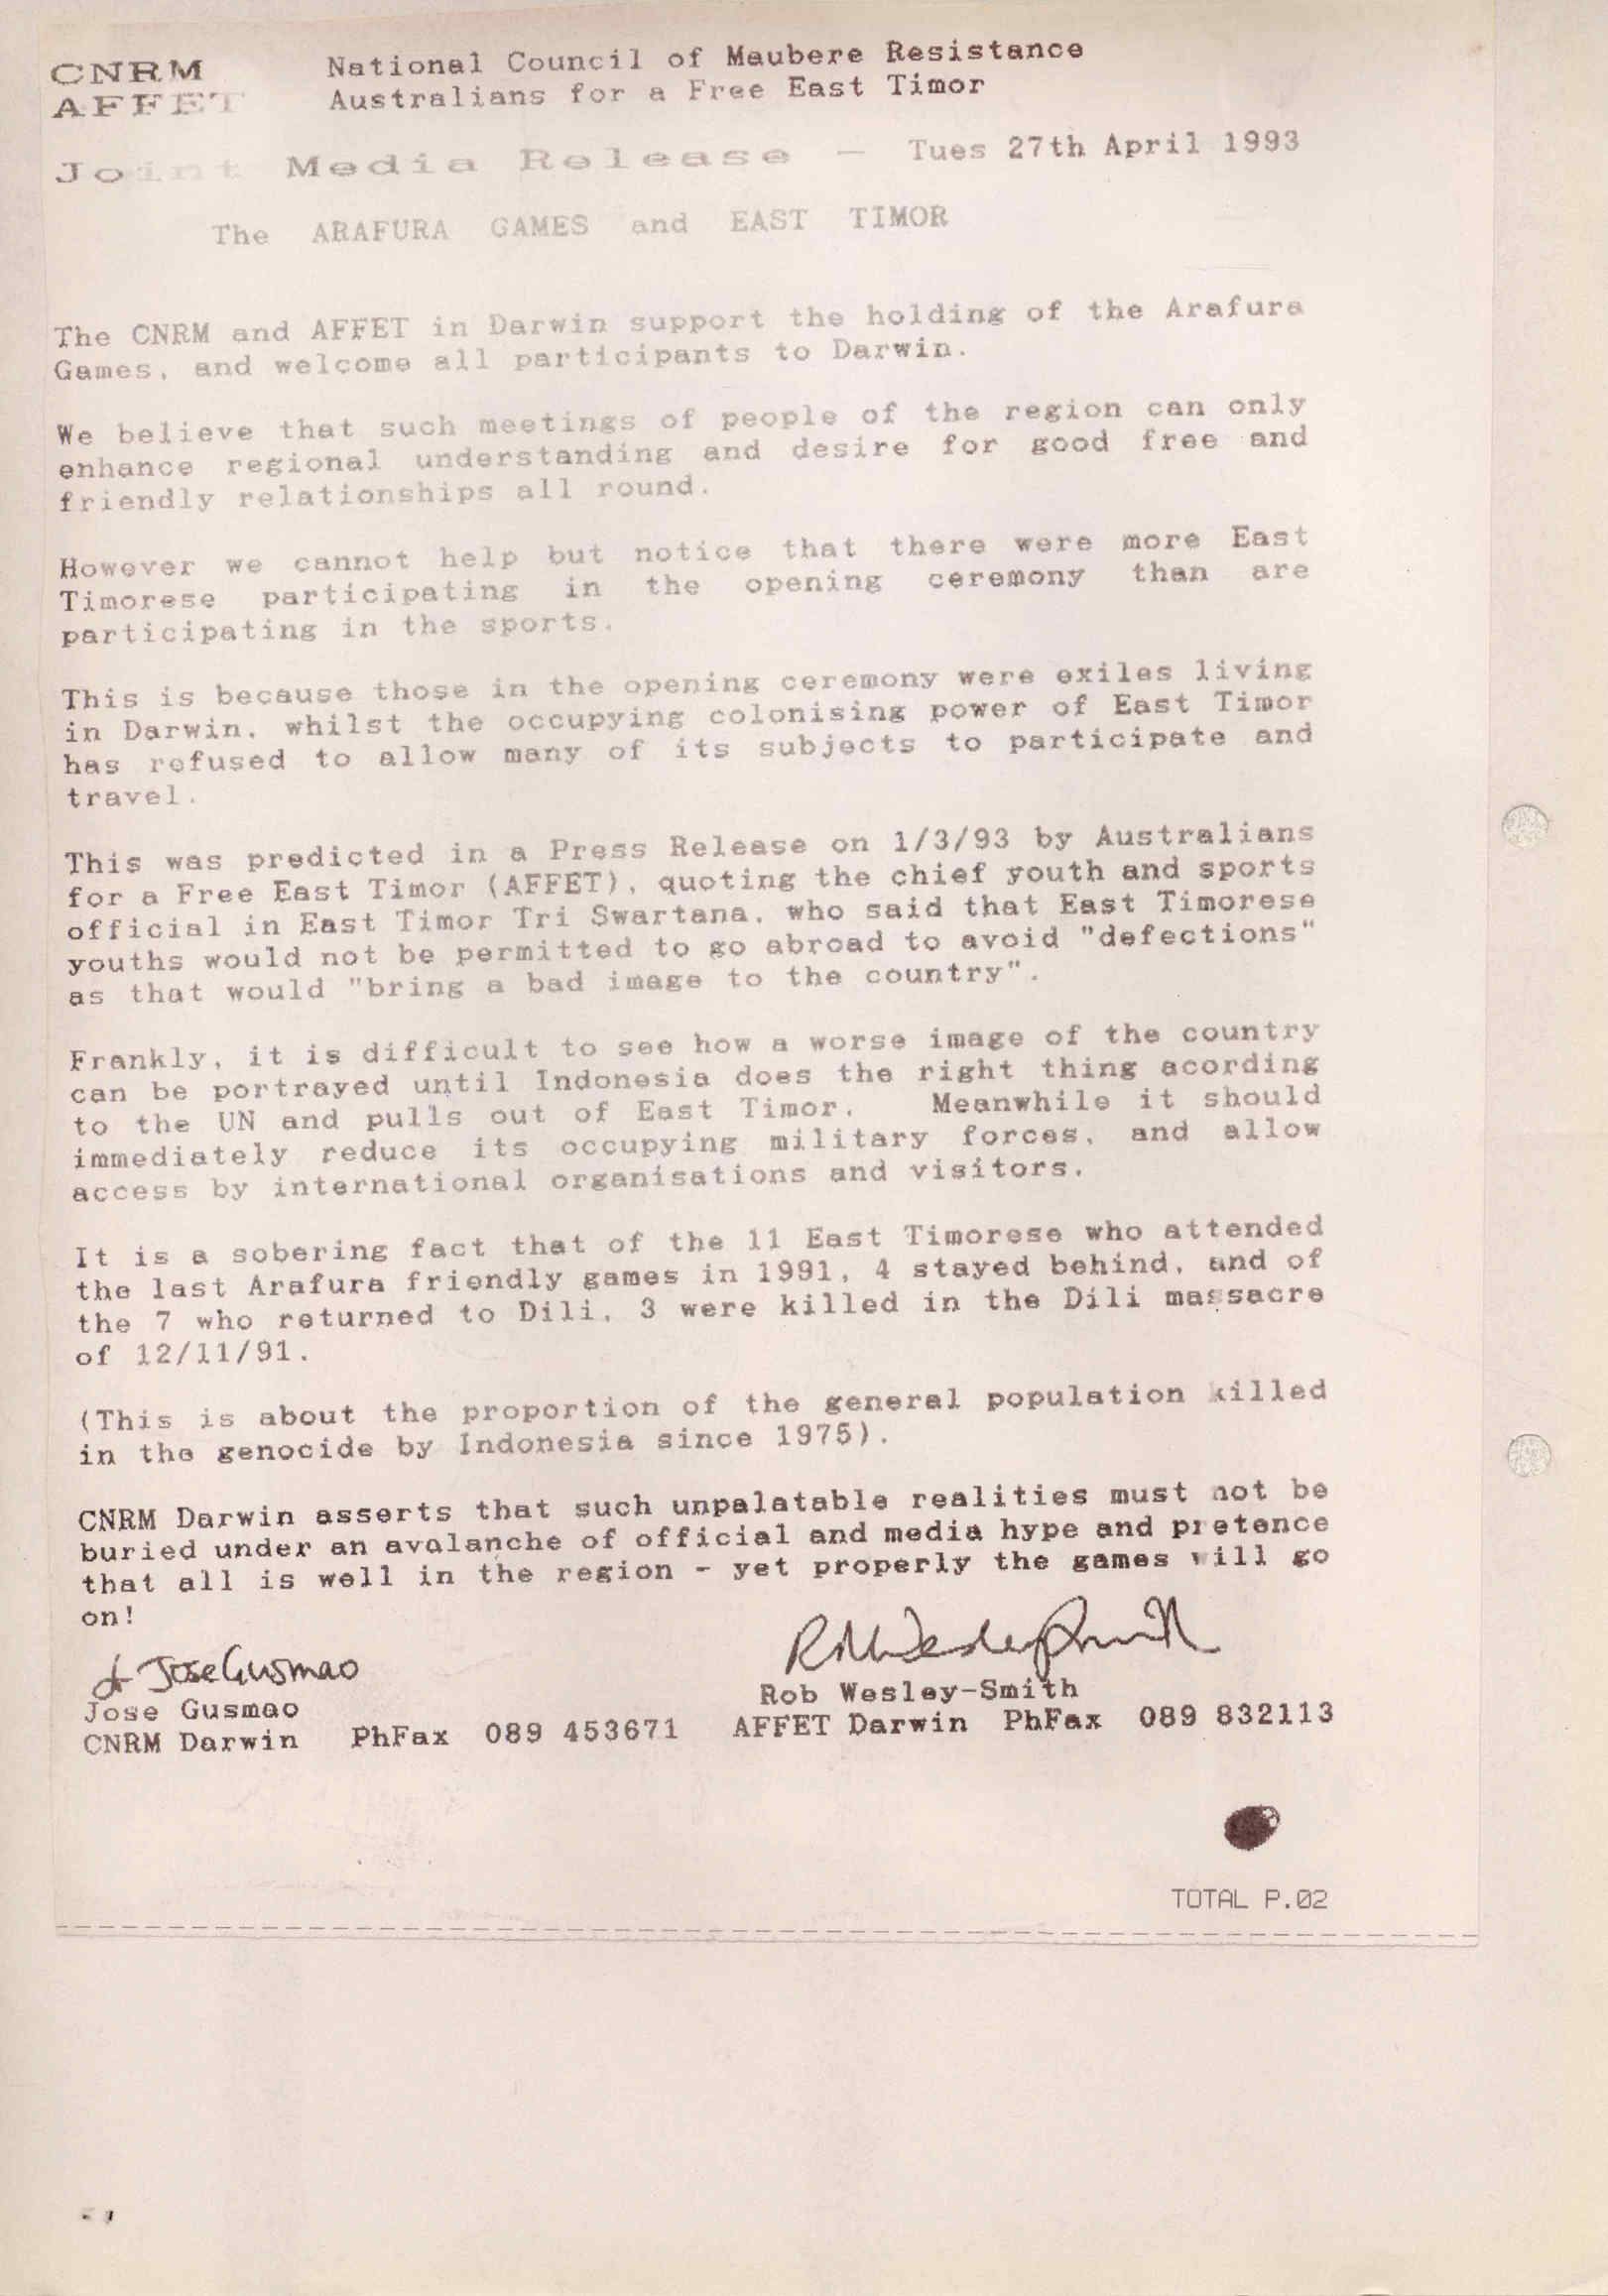 CNRM National Council of Maubere Resistance
AFFET Australians for a Free East Timor
Joint Media Release - Tues 27th April 1993
The ARAFURA GAMES and EAST TIMOR
The CNRM and AFFET in Darwin support the holding of the Arafura
Games, and welcome all participants to Darwin.
We believe that such meetings of people of the region can only
enhance regional understanding and desire for good free and
friendly relationships all round.
However we cannot help but notice that there were more East
Timorese participating in the opening ceremony than are
participating in the sports.
This is because those in the opening ceremony were exiles living
in Darwin, whilst the occupying colonising power of East Timor
has refused to allow many of its subjects to participate and
travel.
This was predicted in a Press Release on 1/3/93 by Australians
for a Free East Timor (AFFET), quoting the chief youth and sports
official in East Timor Tri Swartana, who said that East Timorese
youths would not be permitted to go abroad to avoid "defections"
as that would "bring a bad image to the country".
Frankly, it is difficult to see how a worse image of the country
can be portrayed until Indonesia does the right thing acording
to the UN and pulls out of East Timor. Meanwhile it should
immediately reduce its occupying military forces, and allow
access by international organisations and visitors.
It is a sobering fact that of the 11 East Timorese who attended
the last Arafura friendly games in 1991, 4 stayed behind, and of
the 7 who returned to Dili, 3 were killed in the Dili massacre
of 12/11/91.
(This is about the proportion of the general population killed
in the genocide by Indonesia since 1975).
CNRM Darwin asserts that such unpalatable realities must not be
buried under an avalanche of official and media hype and pretence
that all is well in the region - yet properly the games will go
on!
Jose Gusmao RWesleySmith
Jose Gusmao Rob Wesley-Smith
CNRM Darwin PhFax 089 453671 AFFET Darwin PhFax 089 832113
TOTAL P.02